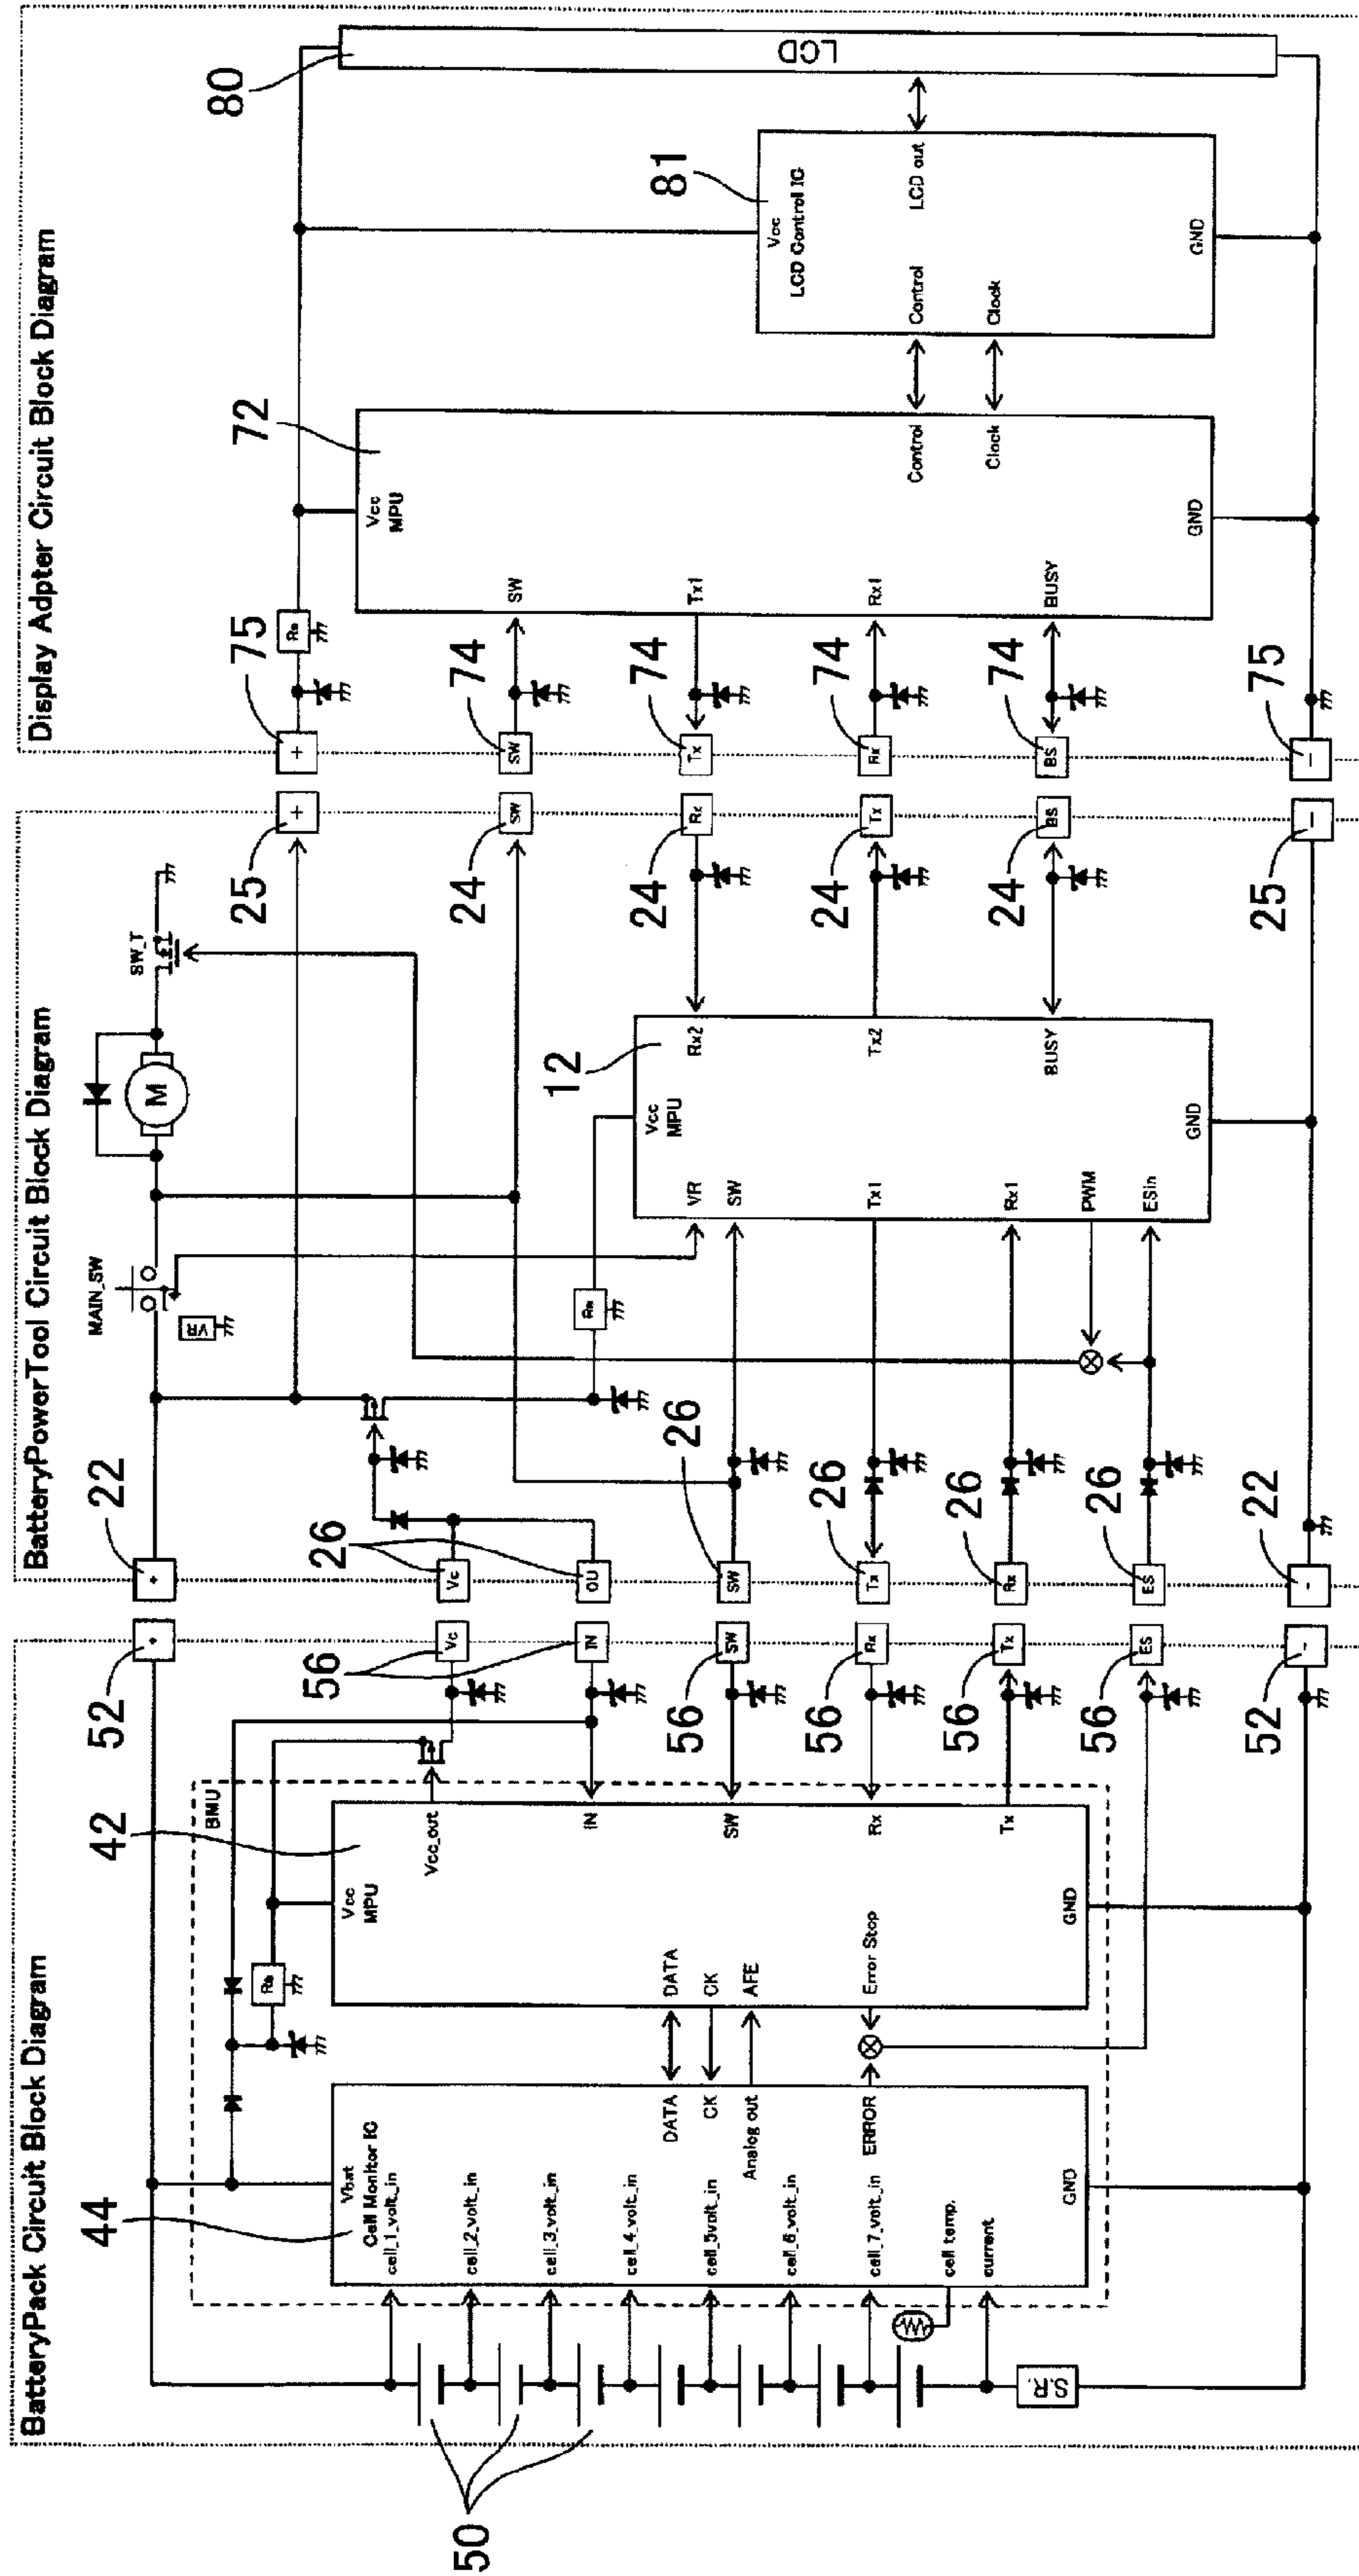 BatteryPack Circuit Block Diagram
50
44
Vbat
Cell Monitor IC
cell_1_volt_in
cell_2_volt_in
cell_3_volt_in
cell_4_volt_in
cell_5volt_in
cell_6_volt_in
cell_7_volt_in
cell temp.
current
GND
S.R.
DATA
CK
Analog out
ERROR
BMU
42
Vcc
MPU
Vcc_out
IN
SW
Rx
Tx
DATA
CK
AFE
Error Stop
GND
52
+
56
Vc
IN
56
SW
56
Rx
56
Tx
56
ES
52
-
BatteryPowerTool Circuit Block Diagram
22
+
26
Vc
OU
26
SW
26
Tx
26
Rx
26
ES
22
-
MAIN_SW
VR
M
SW_T
12
Vcc
MPU
VR
SW
Tx1
Rx1
PWM
ESin
Rx2
Tx2
BUSY
GND
25
+
24
SW
24
Rx
24
Tx
24
BS
25
-
Display Adpter Circuit Block Diagram
75
+
74
SW
74
Tx
74
Rx
74
BS
75
-
72
Vcc
MPU
SW
Tx1
Rx1
BUSY
Control
Clock
GND
81
Vcc
LCD Control IC
Control
Clock
LCD out
GND
80
LCD